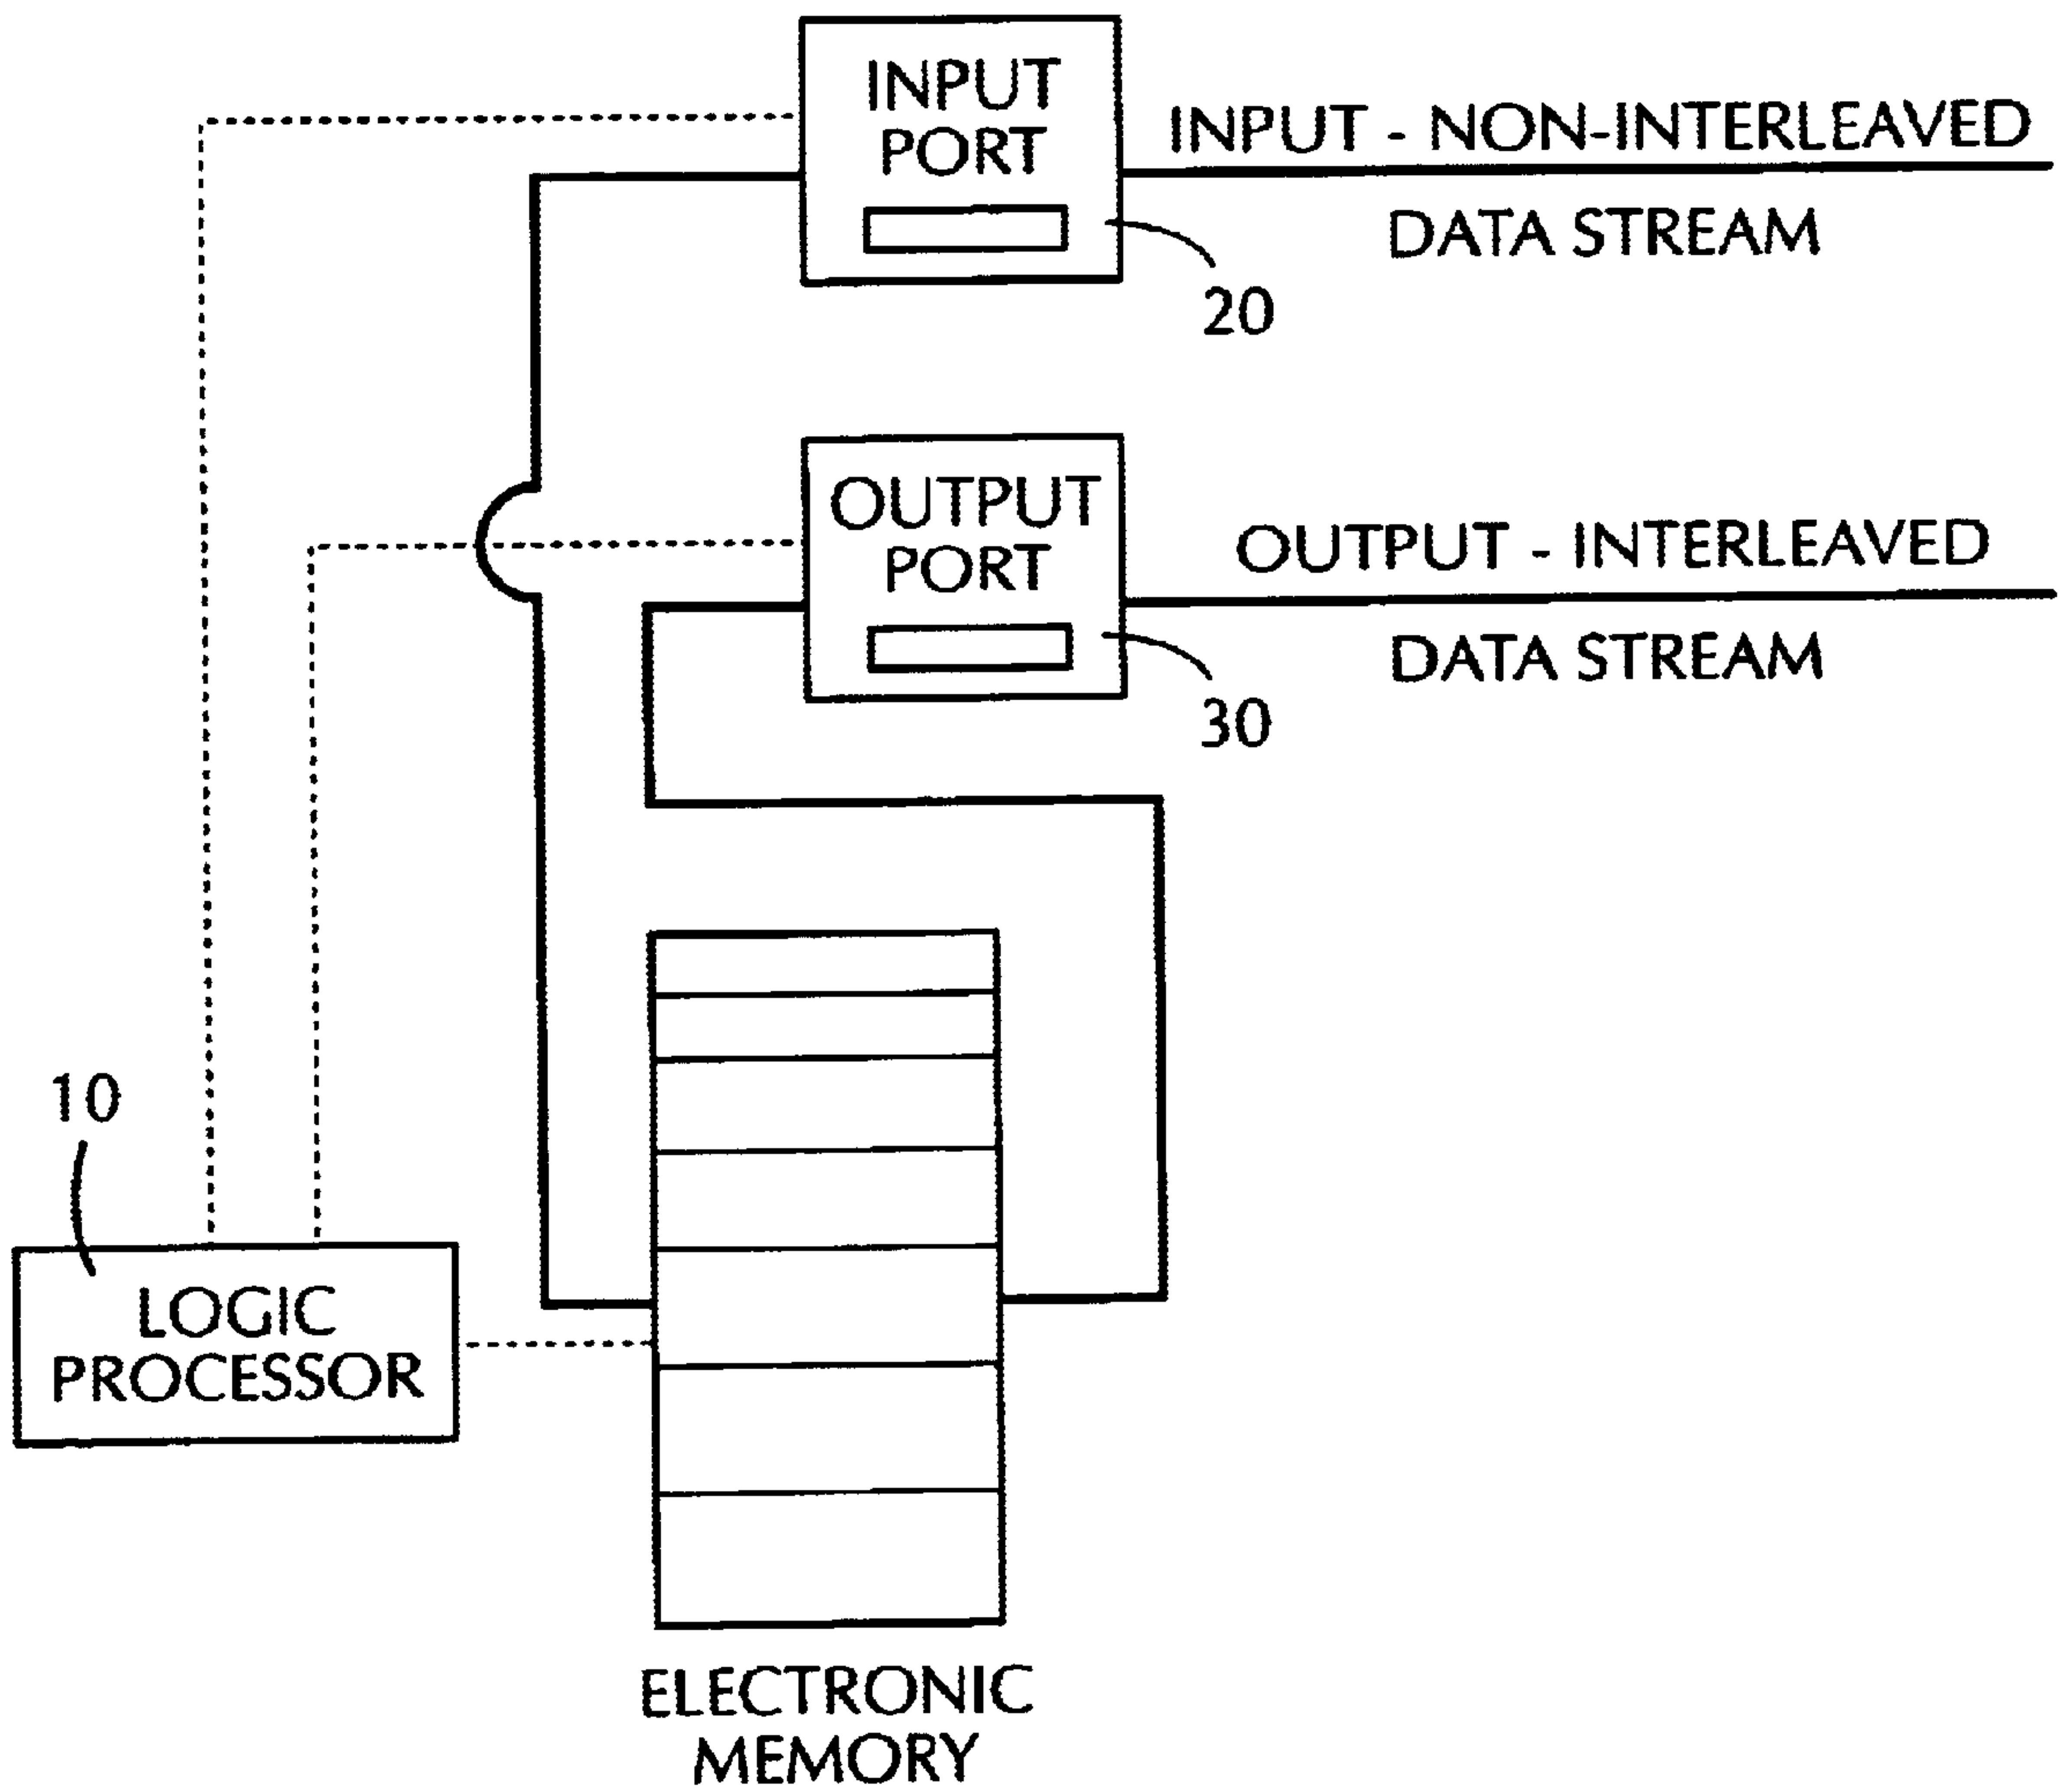 INPUT
PORT
INPUT - NON-INTERLEAVED
DATA STREAM
20
OUTPUT
PORT
OUTPUT - INTERLEAVED
DATA STREAM
30
10
LOGIC
PROCESSOR
ELECTRONIC
MEMORY